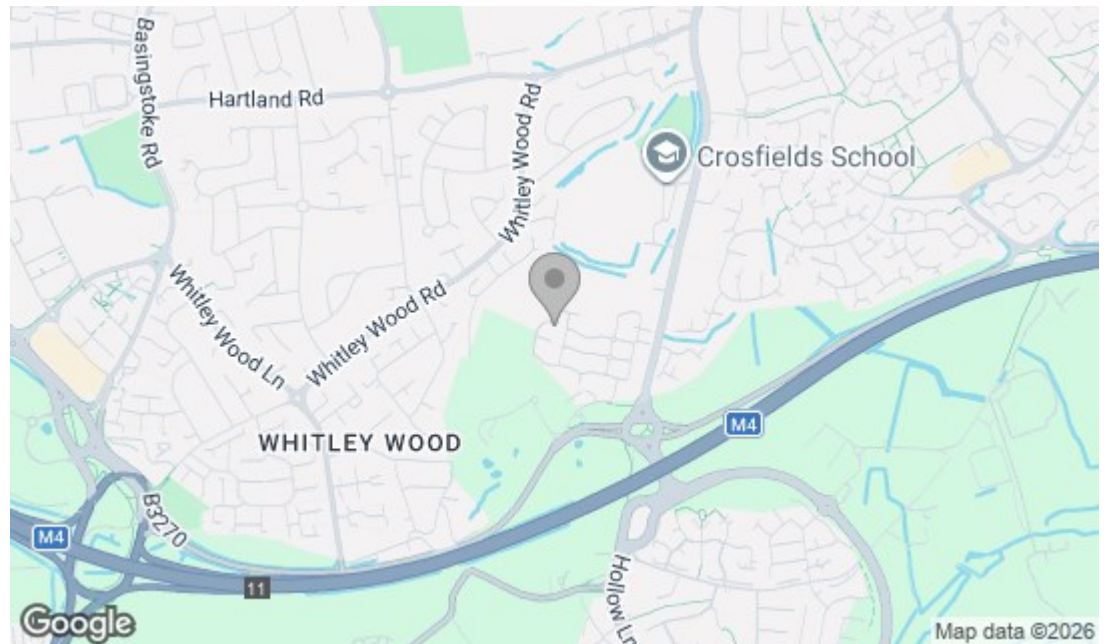 Basingstoke Rd
Hartland Rd
Whitley Wood Rd
Crosfields School
Whitley Wood Ln
Whitley Wood Rd
WHITLEY WOOD
M4
B3270
M4
11
Hollow Ln
Google
Map data ©2026